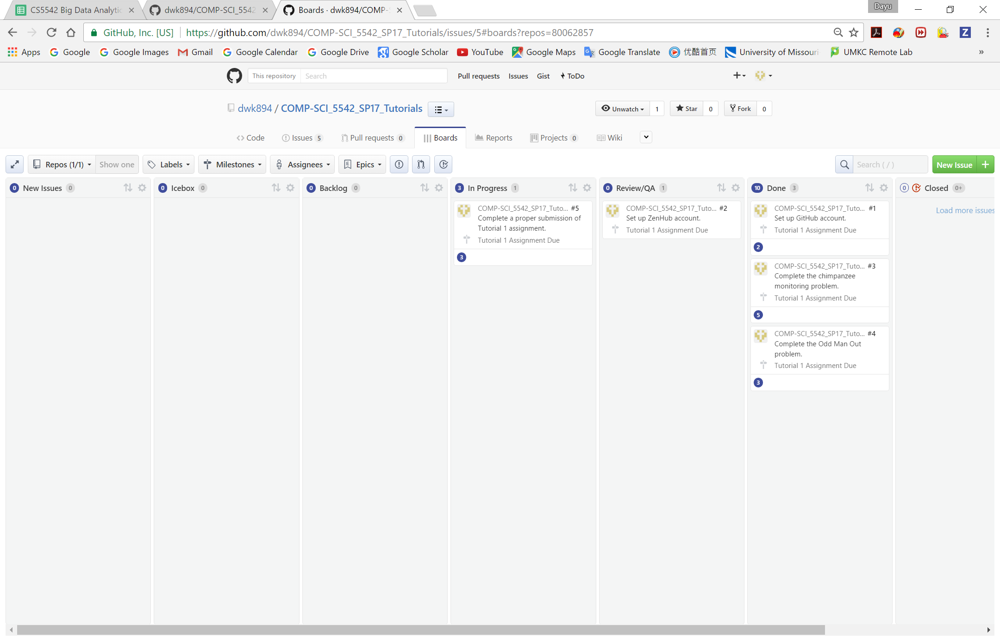 Dayu
CS5542 Big Data Analytic
dwk894/COMP-SCI_5542
Boards · dwk894/COMP-S
GitHub, Inc. [US] https://github.com/dwk894/COMP-SCI_5542_SP17_Tutorials/issues/5#boards?repos=80062857
Apps Google Google Images Gmail Google Calendar Google Drive Google Scholar YouTube Google Maps Google Translate 优酷首页 University of Missouri UMKC Remote Lab »
This repository Search Pull requests Issues Gist ToDo
dwk894 / COMP-SCI_5542_SP17_Tutorials
Unwatch 1 Star 0 Fork 0
Code Issues 5 Pull requests 0 Boards Reports Projects 0 Wiki
Repos (1/1) Show one Labels Milestones Assignees Epics Search ( / ) New Issue +
0 New Issues 0
0 Icebox 0
0 Backlog 0
3 In Progress 1
COMP-SCI_5542_SP17_Tuto... #5
Complete a proper submission of
Tutorial 1 assignment.
Tutorial 1 Assignment Due
3
0 Review/QA 1
COMP-SCI_5542_SP17_Tuto... #2
Set up ZenHub account.
Tutorial 1 Assignment Due
10 Done 3
COMP-SCI_5542_SP17_Tuto... #1
Set up GitHub account.
Tutorial 1 Assignment Due
2
COMP-SCI_5542_SP17_Tuto... #3
Complete the chimpanzee
monitoring problem.
Tutorial 1 Assignment Due
5
COMP-SCI_5542_SP17_Tuto... #4
Complete the Odd Man Out
problem.
Tutorial 1 Assignment Due
3
0 Closed 0+
Load more issues